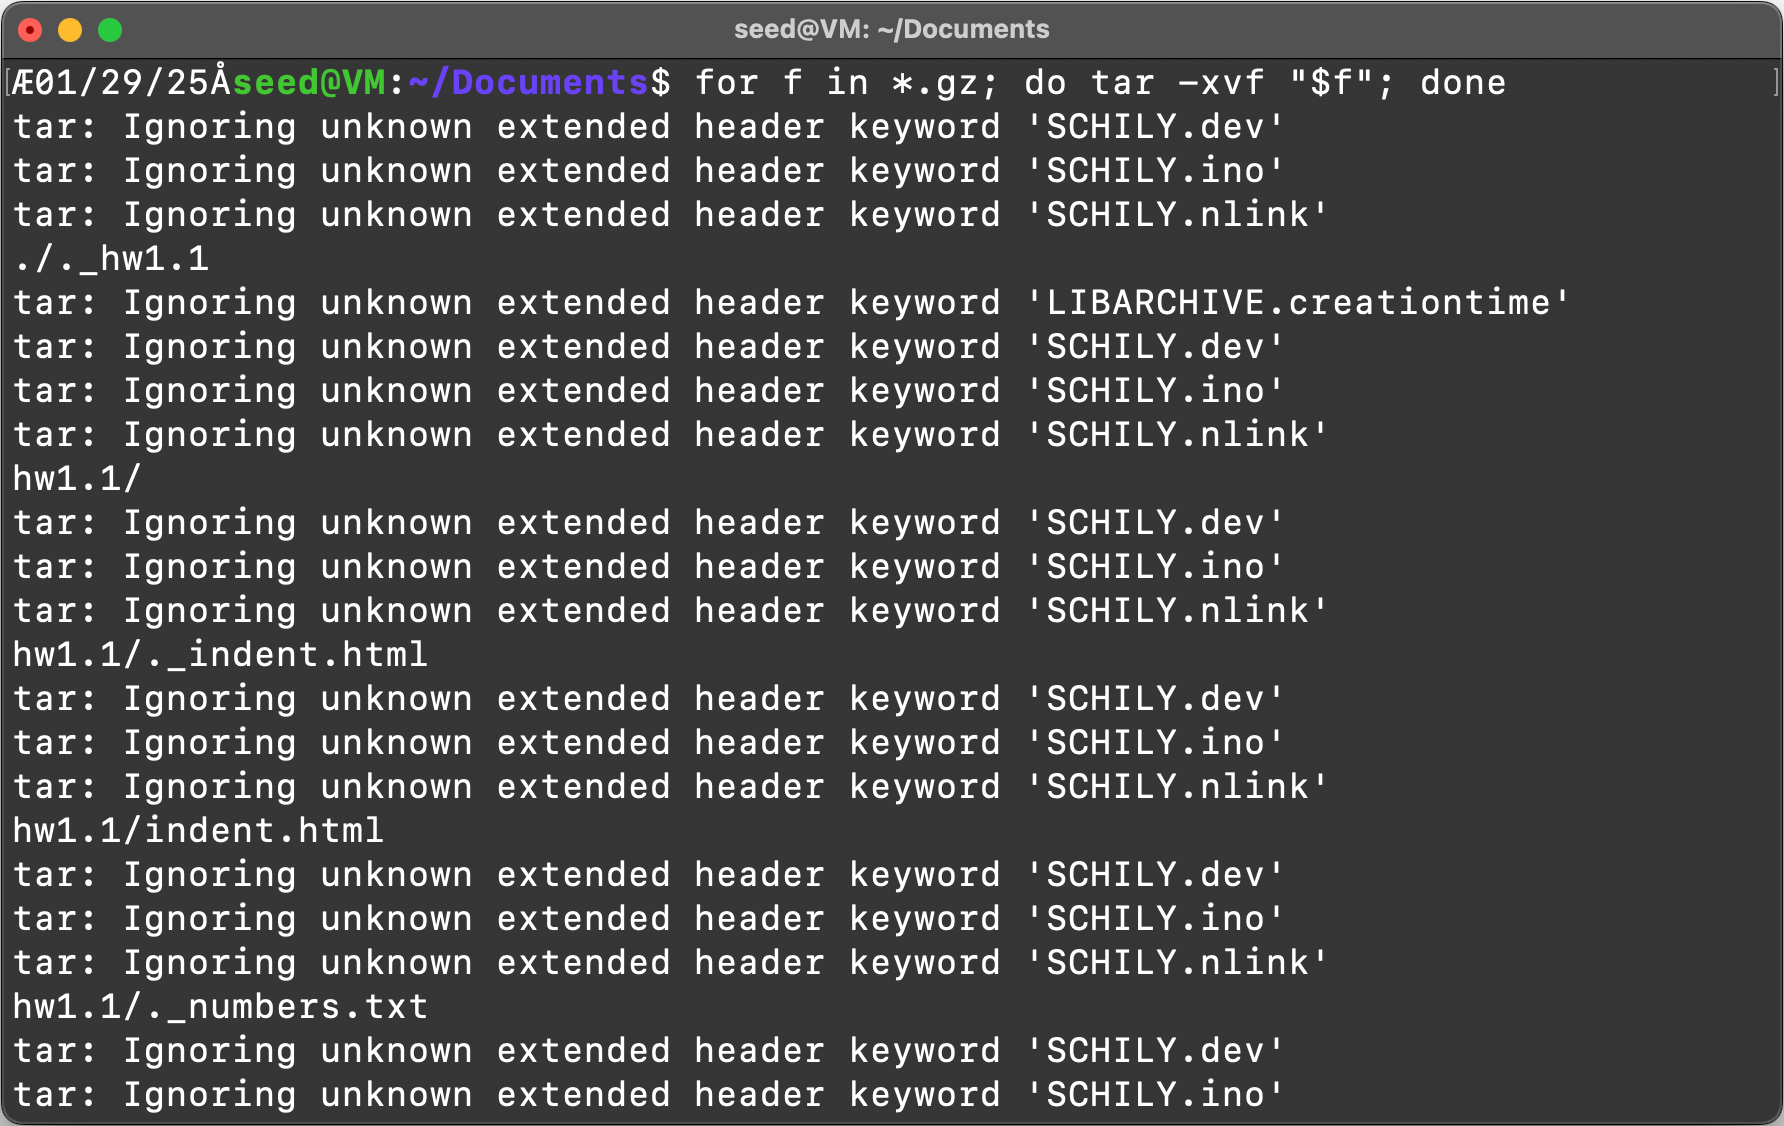 seed@VM: ~/Documents
[Æ01/29/25Åseed@VM:~/Documents$ for f in *.gz; do tar -xvf "$f"; done ]
tar: Ignoring unknown extended header keyword 'SCHILY.dev'
tar: Ignoring unknown extended header keyword 'SCHILY.ino'
tar: Ignoring unknown extended header keyword 'SCHILY.nlink'
./._hw1.1
tar: Ignoring unknown extended header keyword 'LIBARCHIVE.creationtime'
tar: Ignoring unknown extended header keyword 'SCHILY.dev'
tar: Ignoring unknown extended header keyword 'SCHILY.ino'
tar: Ignoring unknown extended header keyword 'SCHILY.nlink'
hw1.1/
tar: Ignoring unknown extended header keyword 'SCHILY.dev'
tar: Ignoring unknown extended header keyword 'SCHILY.ino'
tar: Ignoring unknown extended header keyword 'SCHILY.nlink'
hw1.1/._indent.html
tar: Ignoring unknown extended header keyword 'SCHILY.dev'
tar: Ignoring unknown extended header keyword 'SCHILY.ino'
tar: Ignoring unknown extended header keyword 'SCHILY.nlink'
hw1.1/indent.html
tar: Ignoring unknown extended header keyword 'SCHILY.dev'
tar: Ignoring unknown extended header keyword 'SCHILY.ino'
tar: Ignoring unknown extended header keyword 'SCHILY.nlink'
hw1.1/._numbers.txt
tar: Ignoring unknown extended header keyword 'SCHILY.dev'
tar: Ignoring unknown extended header keyword 'SCHILY.ino'